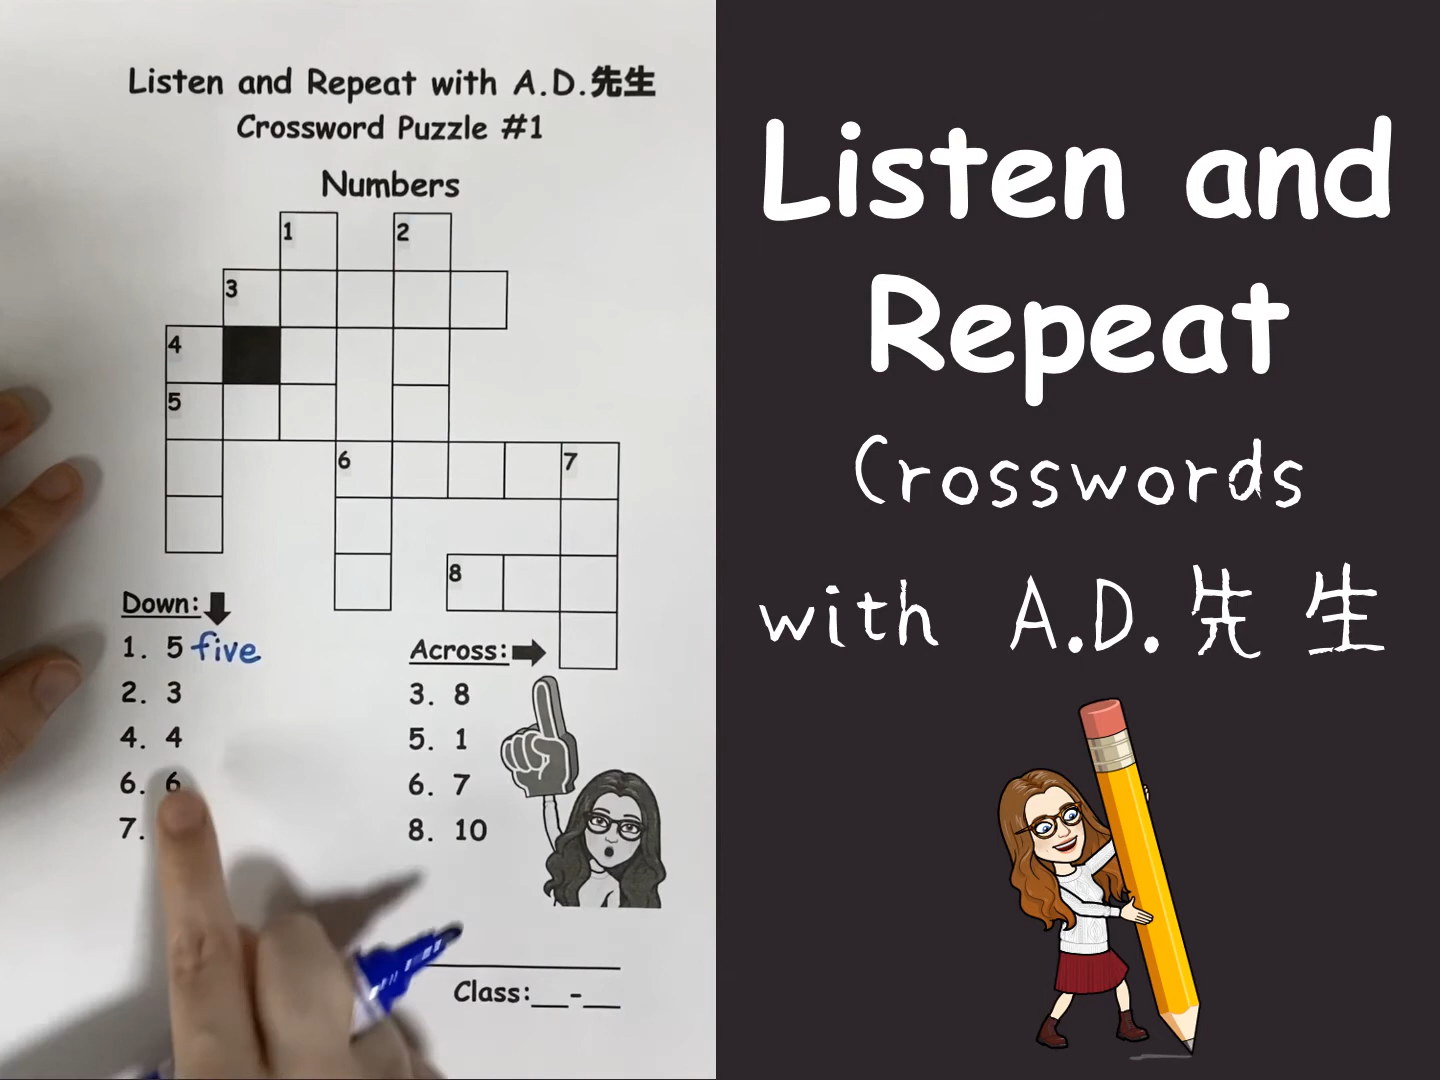 Listen and Repeat with A.D.先生
Crossword Puzzle #1
Numbers
1
2
3
4
5
6
7
8
Down:
1. 5 five
2. 3
4. 4
6. 6
7.
Across:
3. 8
5. 1
6. 7
8. 10
Class:__-__
Listen and
Repeat
Crosswords
with A.D.先生